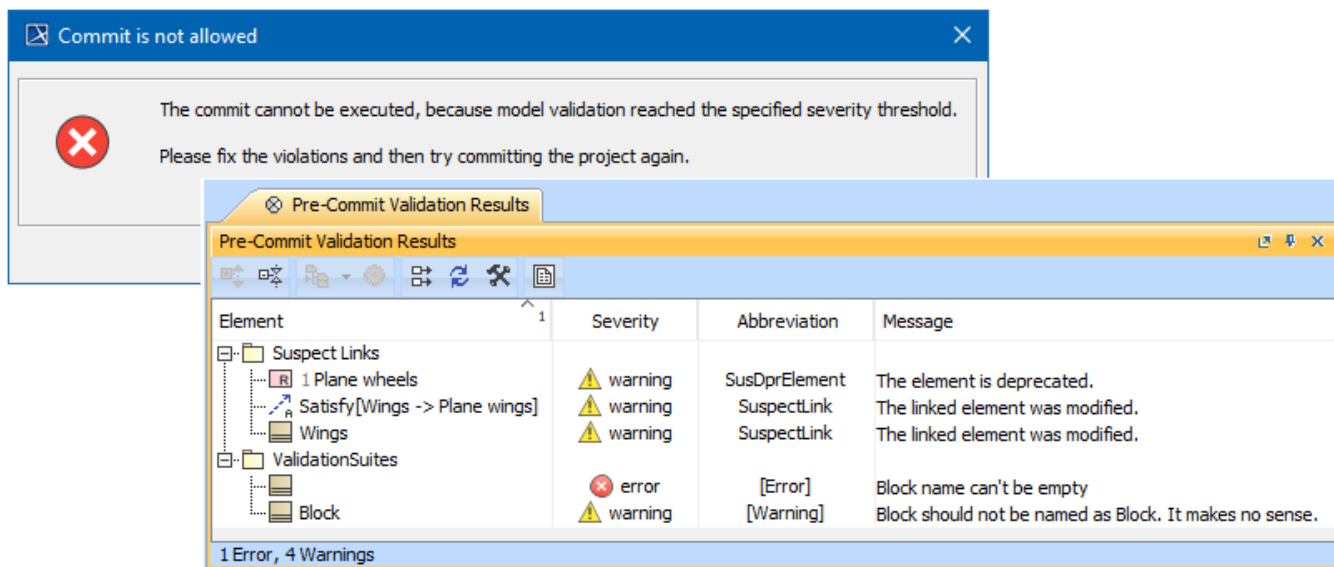 Commit is not allowed
The commit cannot be executed, because model validation reached the specified severity threshold.
Please fix the violations and then try committing the project again.
Pre-Commit Validation Results
Pre-Commit Validation Results
Element 1 Severity Abbreviation Message
Suspect Links
R 1 Plane wheels warning SusDprElement The element is deprecated.
A Satisfy[Wings -> Plane wings] warning SuspectLink The linked element was modified.
Wings warning SuspectLink The linked element was modified.
ValidationSuites
error [Error] Block name can't be empty
Block warning [Warning] Block should not be named as Block. It makes no sense.
1 Error, 4 Warnings